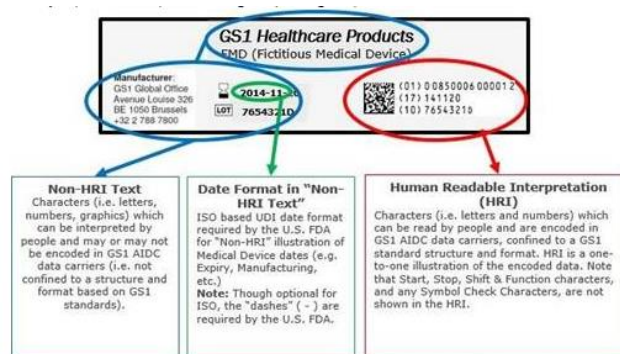 GS1 Healthcare Products
FMD (Fictitious Medical Device)
Manufacturer:
GS1 Global Office
Avenue Louise 326
BE 1050 Brussels
+32 2 788 7800
2014-11-20
LOT 7654321D
(01) 00850006000012
(17) 141120
(10) 7654321D
Non-HRI Text
Characters (i.e. letters,
numbers, graphics) which
can be interpreted by
people and may or may not
be encoded in GS1 AIDC
data carriers (i.e. not
confined to a structure and
format based on GS1
standards).
Date Format in "Non-
HRI Text"
ISO based UDI date format
required by the U.S. FDA
for "Non-HRI" illustration of
Medical Device dates (e.g.
Expiry, Manufacturing,
etc.)
Note: Though optional for
ISO, the "dashes" ( - ) are
required by the U.S. FDA.
Human Readable Interpretation
(HRI)
Characters (i.e. letters and numbers) which
can be read by people and are encoded in
GS1 AIDC data carriers, confined to a GS1
standard structure and format. HRI is a one-
to-one illustration of the encoded data. Note
that Start, Stop, Shift & Function characters,
and any Symbol Check Characters, are not
shown in the HRI.